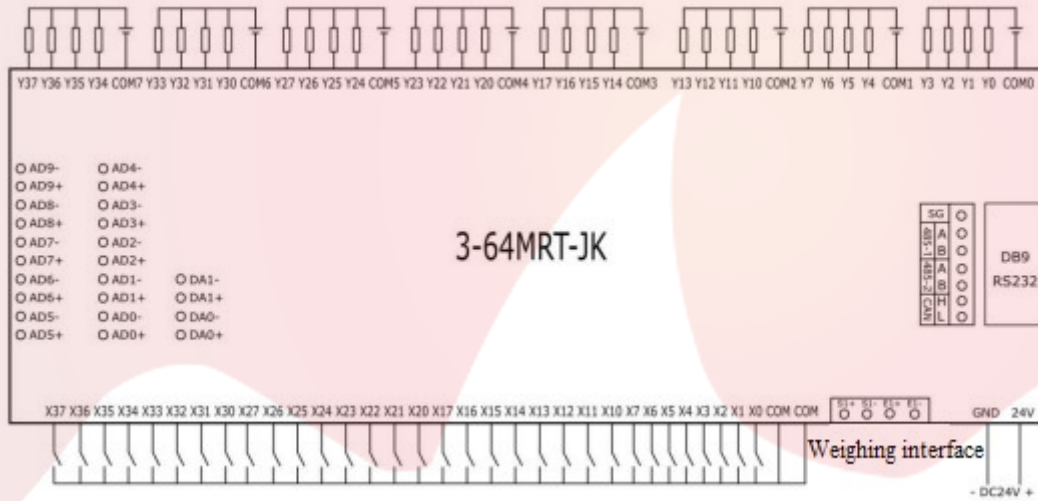 Y37 Y36 Y35 Y34 COM7 Y33 Y32 Y31 Y30 COM6 Y27 Y26 Y25 Y24 COM5 Y23 Y22 Y21 Y20 COM4 Y17 Y16 Y15 Y14 COM3 Y13 Y12 Y11 Y10 COM2 Y7 Y6 Y5 Y4 COM1 Y3 Y2 Y1 Y0 COM0
AD9- AD4-
AD9+ AD4+
AD8- AD3-
AD8+ AD3+
AD7- AD2-
AD7+ AD2+
AD6- AD1- DA1-
AD6+ AD1+ DA1+
AD5- AD0- DA0-
AD5+ AD0+ DA0+
3-64MRT-JK
SG
485-1 A
B
485-2 A
B
CAN H
L
DB9
RS232
X37 X36 X35 X34 X33 X32 X31 X30 X27 X26 X25 X24 X23 X22 X21 X20 X17 X16 X15 X14 X13 X12 X11 X10 X7 X6 X5 X4 X3 X2 X1 X0 COM COM
S1+ S1- E1+ E1-
GND 24V
Weighing interface
- DC24V +